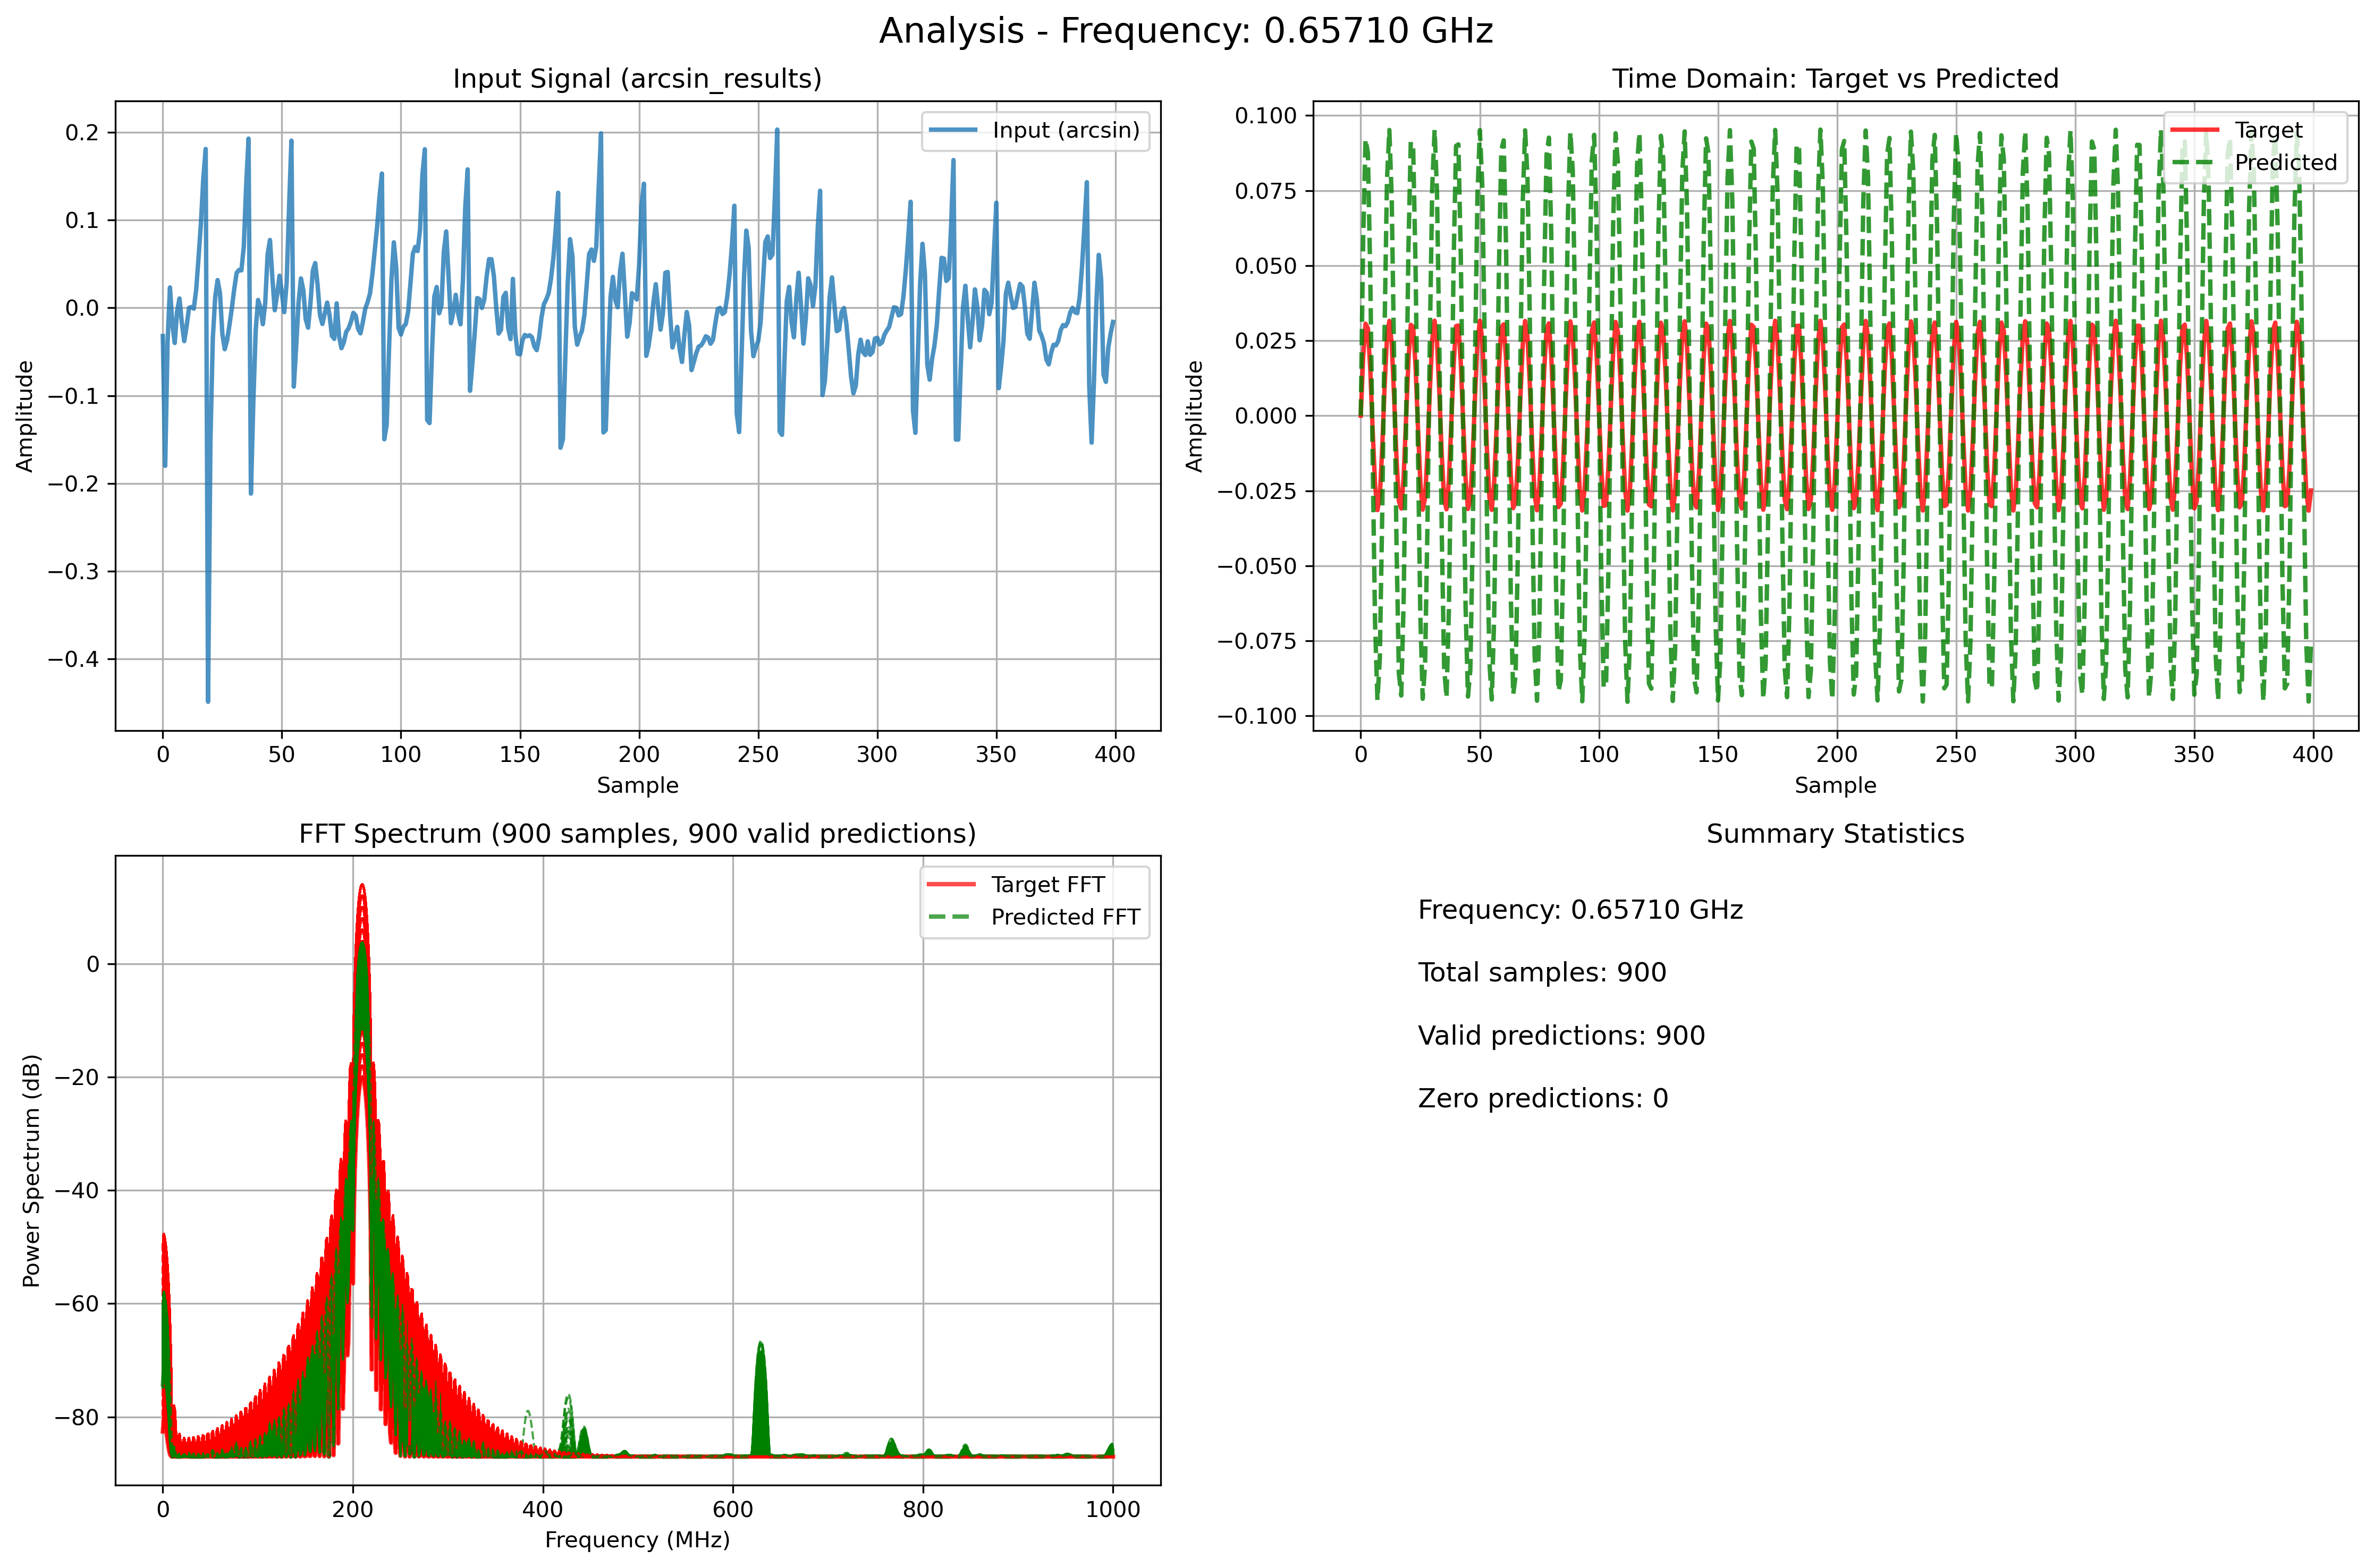 Analysis - Frequency: 0.65710 GHz
Input Signal (arcsin_results)
Input (arcsin)
Amplitude
0.2
0.1
0.0
−0.1
−0.2
−0.3
−0.4
0 50 100 150 200 250 300 350 400
Sample
Time Domain: Target vs Predicted
Target
Predicted
Amplitude
0.100
0.075
0.050
0.025
0.000
−0.025
−0.050
−0.075
−0.100
0 50 100 150 200 250 300 350 400
Sample
FFT Spectrum (900 samples, 900 valid predictions)
Target FFT
Predicted FFT
Power Spectrum (dB)
0
−20
−40
−60
−80
0 200 400 600 800 1000
Frequency (MHz)
Summary Statistics
Frequency: 0.65710 GHz
Total samples: 900
Valid predictions: 900
Zero predictions: 0